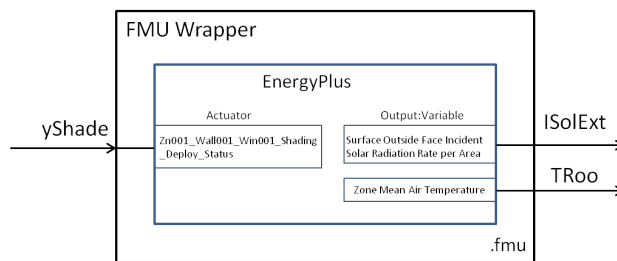 FMU Wrapper
EnergyPlus
Actuator
Output:Variable
yShade
Zn001_Wall001_Win001_Shading
_Deploy_Status
Surface Outside Face Incident
Solar Radiation Rate per Area
ISolExt
Zone Mean Air Temperature
TRoo
.fmu